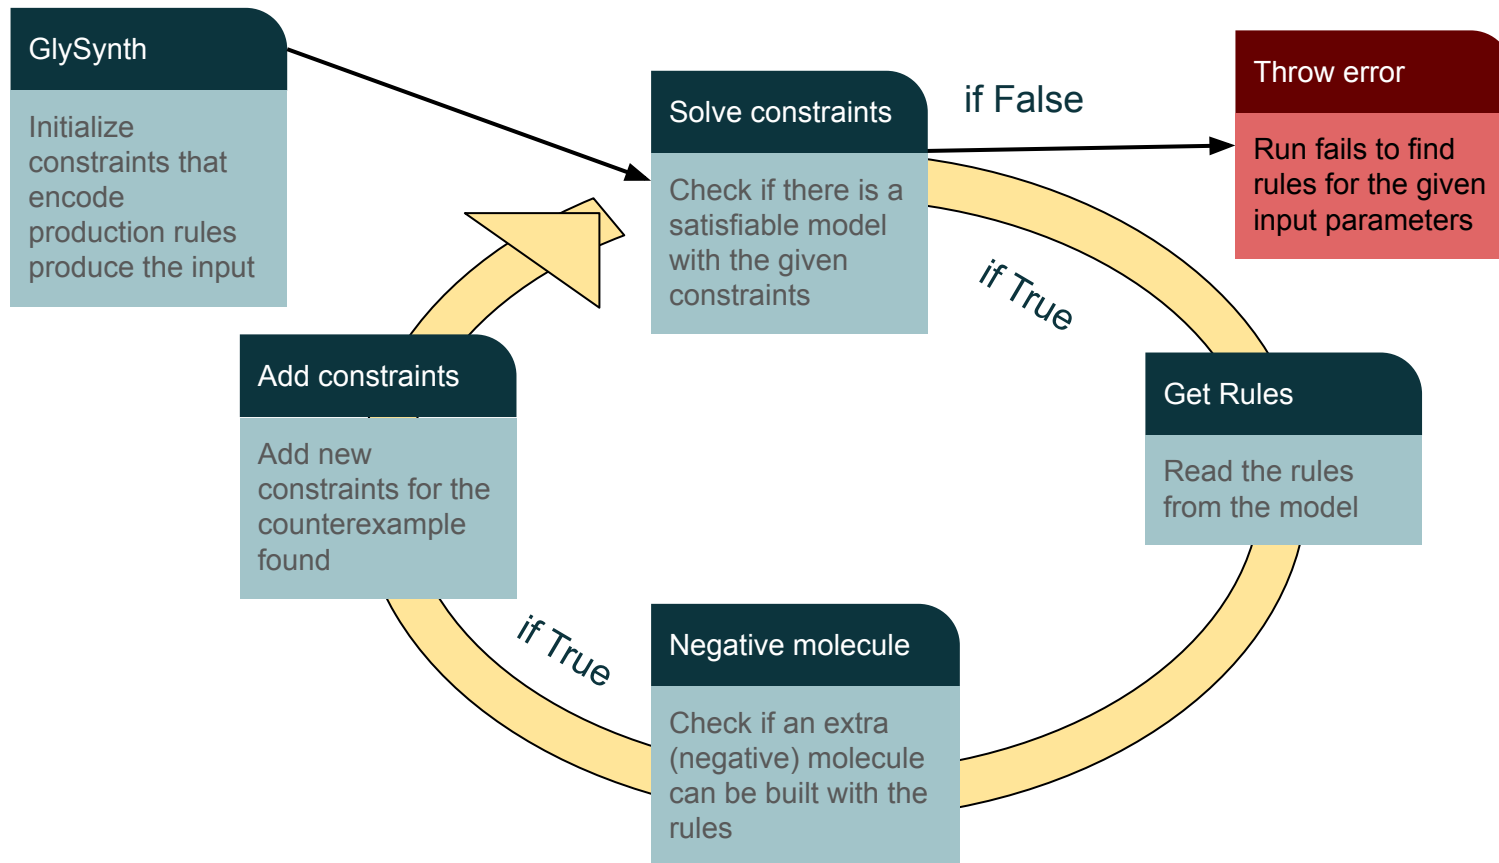 GlySynth
Initialize
constraints that
encode
production rules
produce the input
Solve constraints
Check if there is a
satisfiable model
with the given
constraints
if False
Throw error
Run fails to find
rules for the given
input parameters
if True
Get Rules
Read the rules
from the model
Negative molecule
Check if an extra
(negative) molecule
can be built with the
rules
if True
Add constraints
Add new
constraints for the
counterexample
found